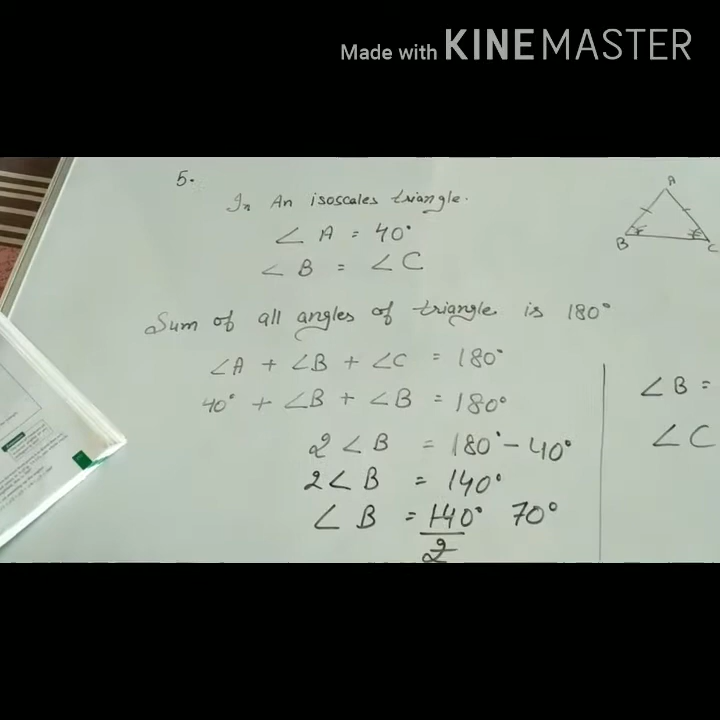 Made with KINEMASTER
5.
In An isoscales triangle.
∠ A = 40°
∠ B = ∠ C
A
B
C
Sum of all angles of triangle is 180°
∠A + ∠B + ∠C = 180°
40° + ∠B + ∠B = 180°
2 ∠B = 180° - 40°
2∠B = 140°
∠ B = 140° 70°
2
∠B =
∠C